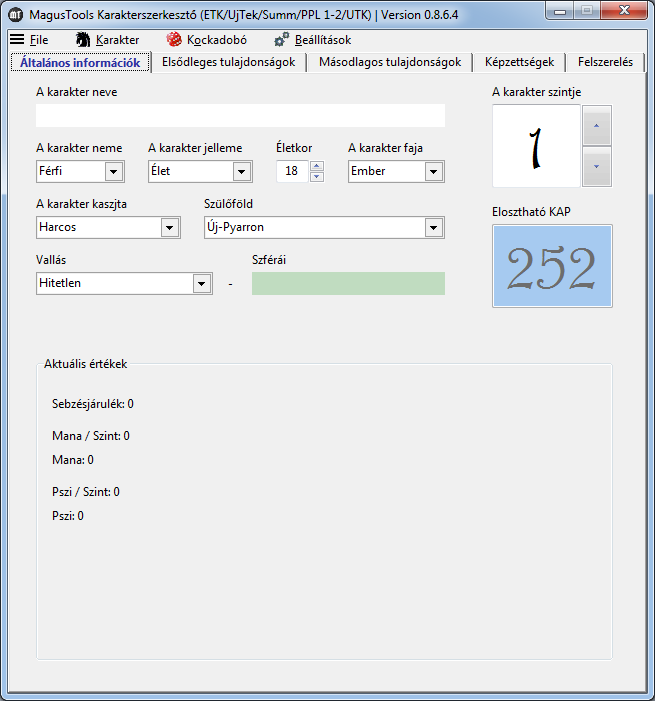 MagusTools Karakterszerkesztő (ETK/UjTek/Summ/PPL 1-2/UTK) | Version 0.8.6.4
File Karakter Kockadobó Beállítások
Általános információk Elsődleges tulajdonságok Másodlagos tulajdonságok Képzettségek Felszerelés
A karakter neve
A karakter szintje
1
A karakter neme A karakter jelleme Életkor A karakter faja
Férfi Élet 18 Ember
A karakter kaszjta Szülőföld
Elosztható KAP
Harcos Új-Pyarron
252
Vallás Szférái
Hitetlen -
Aktuális értékek
Sebzésjárulék: 0
Mana / Szint: 0
Mana: 0
Pszi / Szint: 0
Pszi: 0